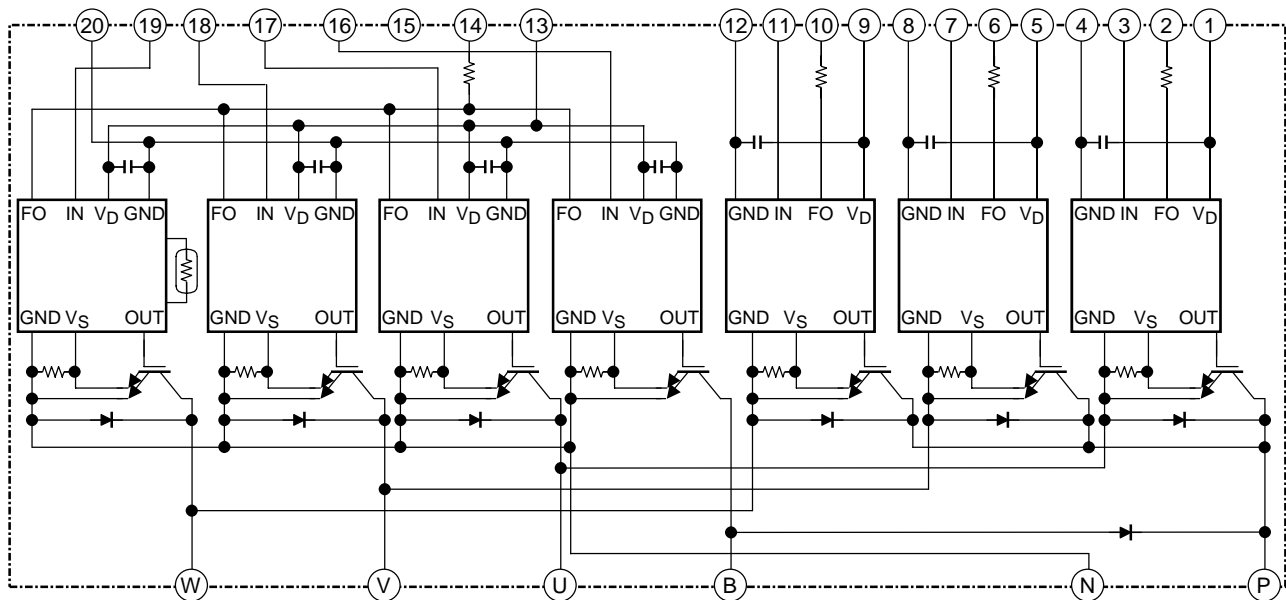 20 19 18 17 16 15 14 13 12 11 10 9 8 7 6 5 4 3 2 1
FO IN VD GND FO IN VD GND FO IN VD GND FO IN VD GND GND IN FO VD GND IN FO VD GND IN FO VD
GND VS OUT GND VS OUT GND VS OUT GND VS OUT GND VS OUT GND VS OUT GND VS OUT
W V U B N P